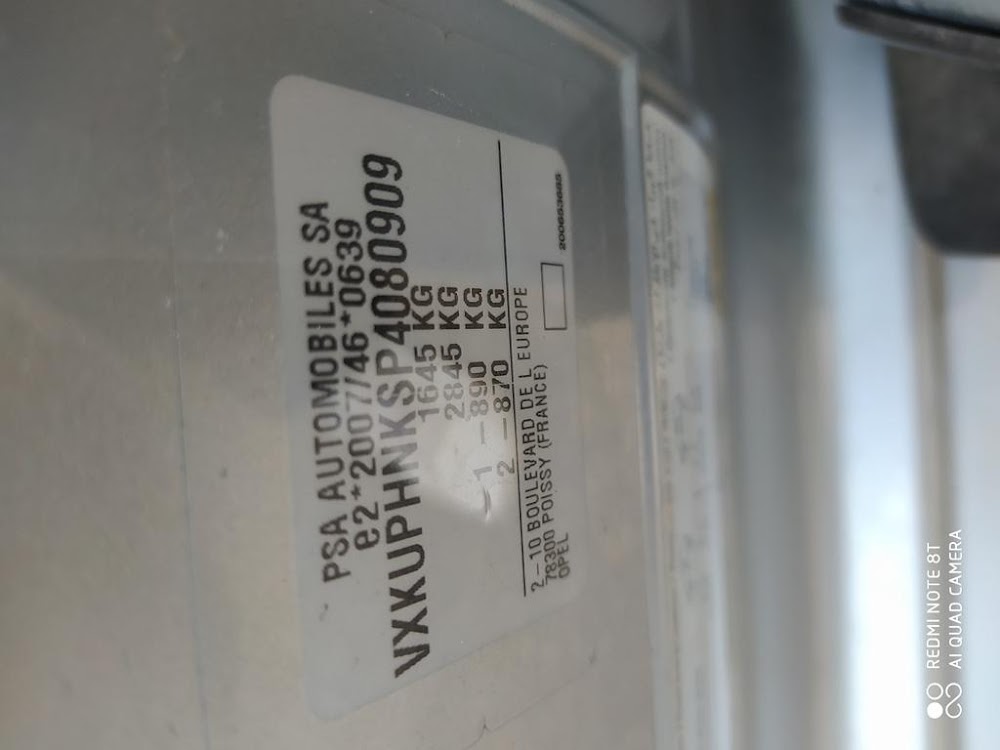 PSA AUTOMOBILES SA
e2*2007/46*0639
VXKUPHNKSP4080909
1645 KG
2845 KG
1 - 890 KG
2 - 870 KG
2-10 BOULEVARD DE L EUROPE
78300 POISSY (FRANCE)
OPEL
REDMI NOTE 8T
AI QUAD CAMERA